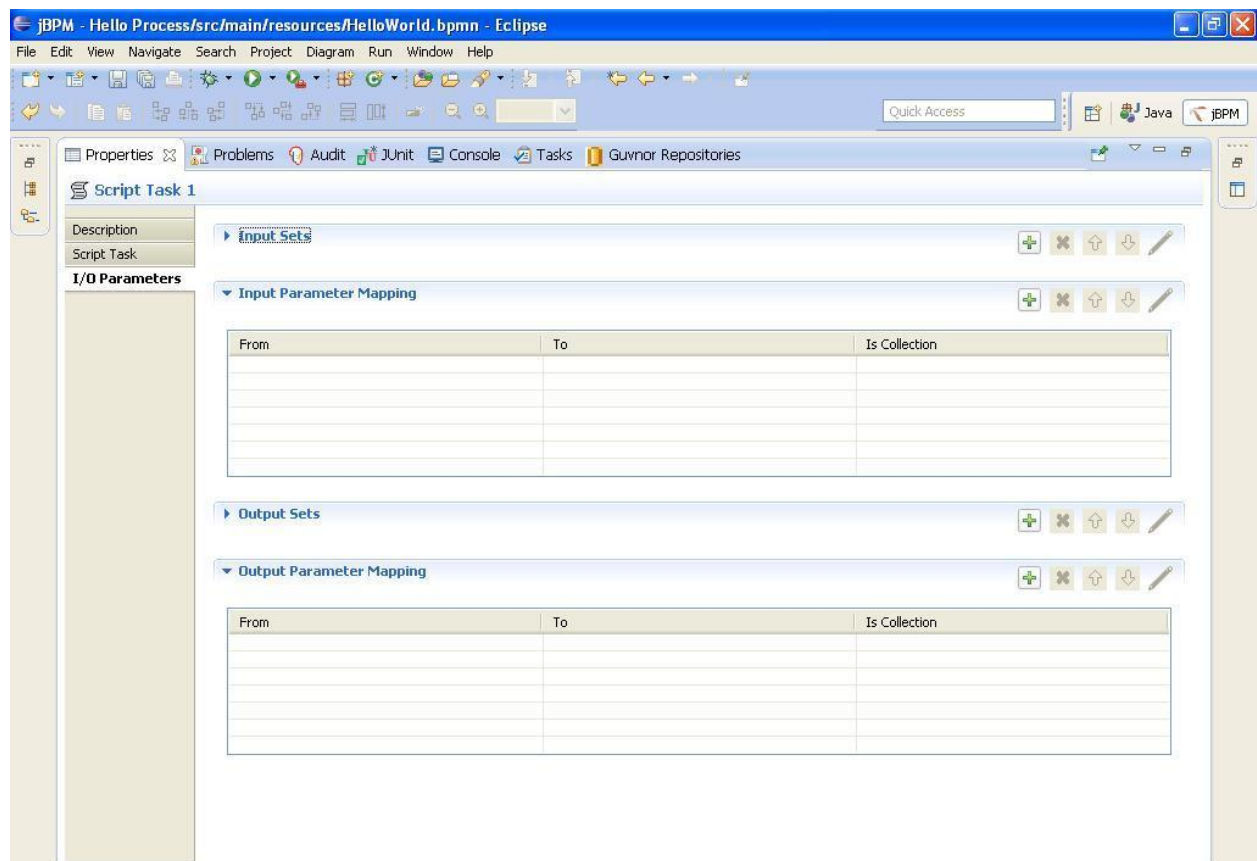 jBPM - Hello Process/src/main/resources/HelloWorld.bpmn - Eclipse
File Edit View Navigate Search Project Diagram Run Window Help
Quick Access
Java jBPM
Properties Problems Audit JUnit Console Tasks Guvnor Repositories
Script Task 1
Description
Script Task
I/O Parameters
Input Sets
Input Parameter Mapping
From To Is Collection
Output Sets
Output Parameter Mapping
From To Is Collection